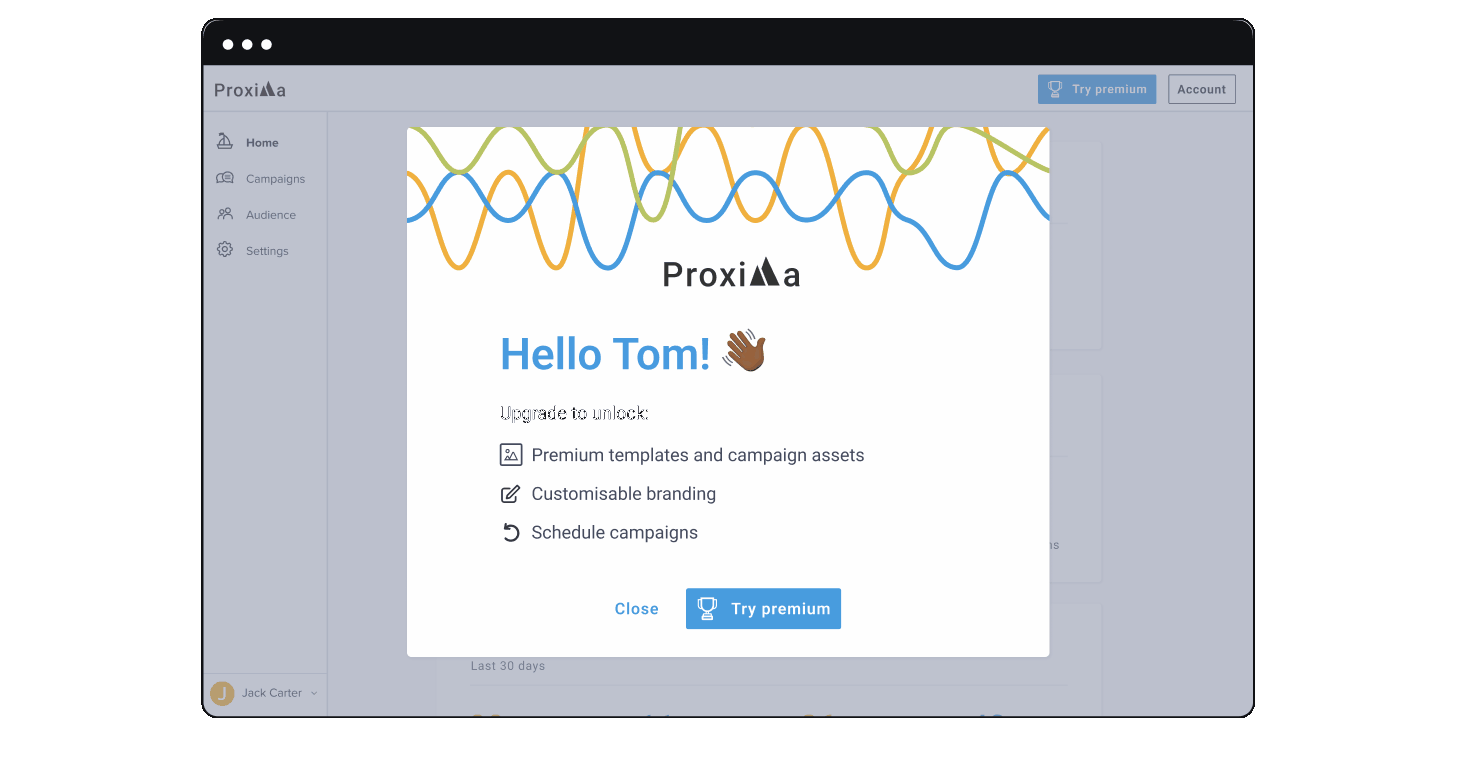 Proxima
Try premium
Account
Home
Campaigns
Audience
Settings
Proxima
Hello Tom!
Upgrade to unlock:
Premium templates and campaign assets
Customisable branding
Schedule campaigns
Close
Try premium
Last 30 days
J
Jack Carter